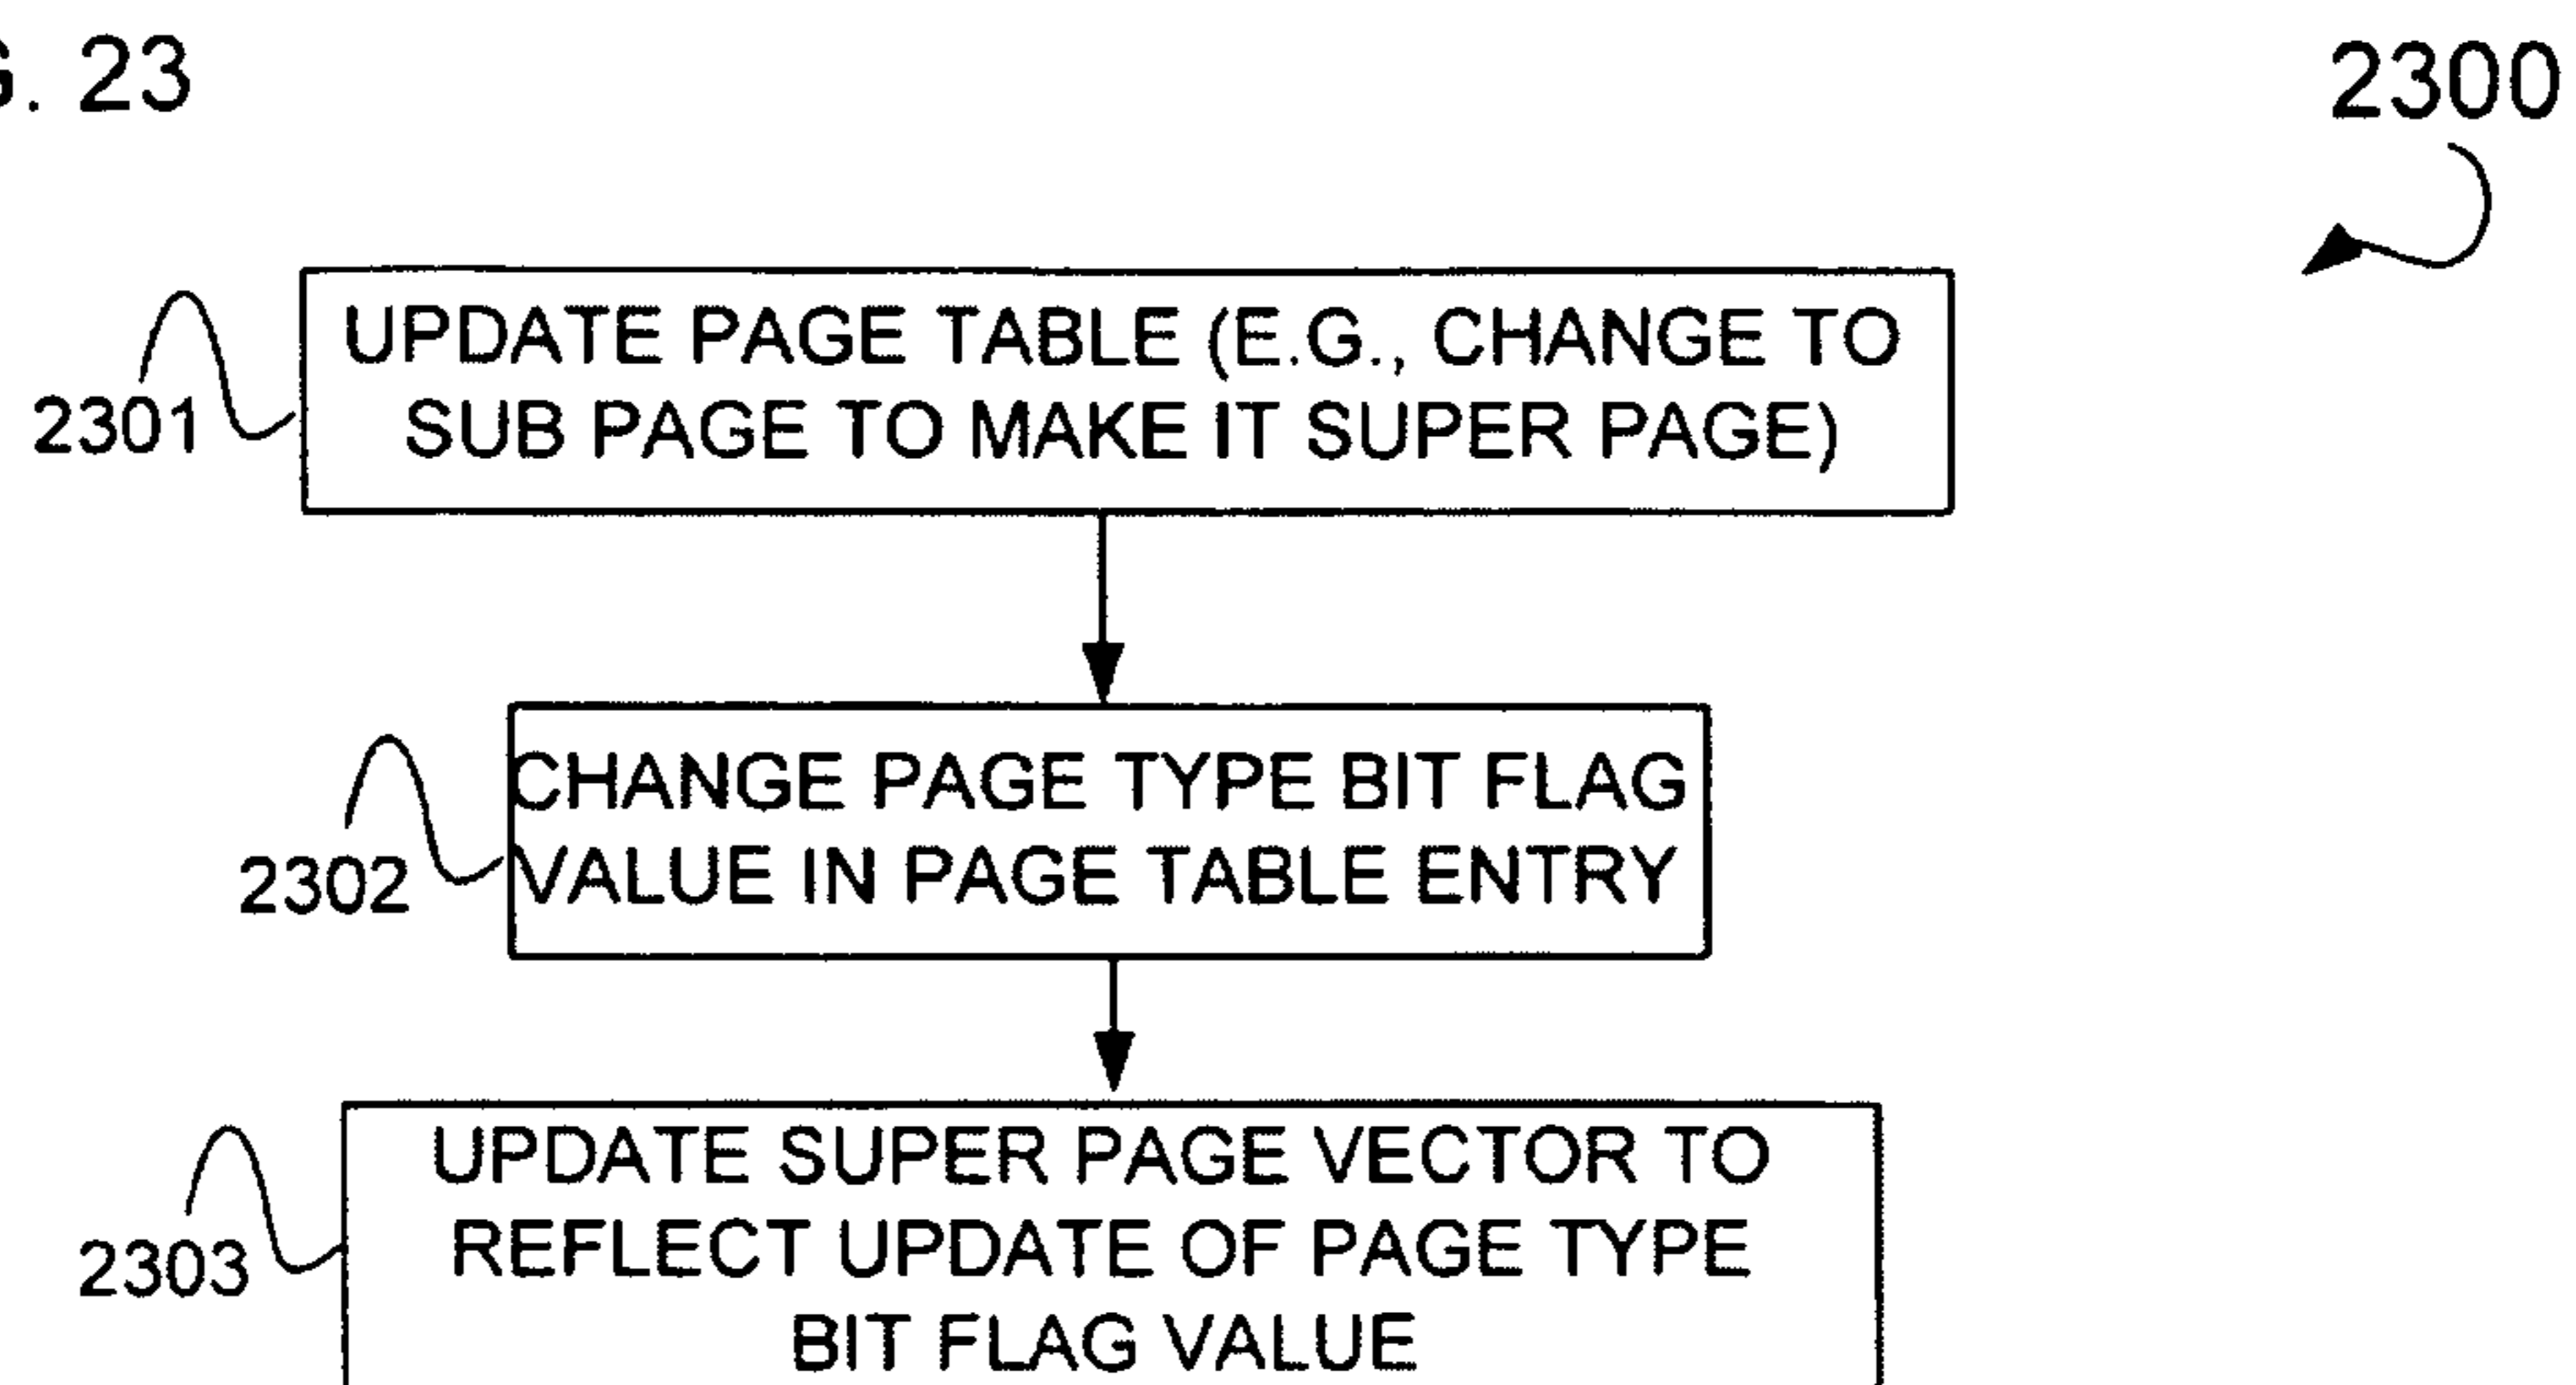 . 23
2300
UPDATE PAGE TABLE (E.G., CHANGE TO
SUB PAGE TO MAKE IT SUPER PAGE)
2301
CHANGE PAGE TYPE BIT FLAG
VALUE IN PAGE TABLE ENTRY
2302
UPDATE SUPER PAGE VECTOR TO
REFLECT UPDATE OF PAGE TYPE
BIT FLAG VALUE
2303